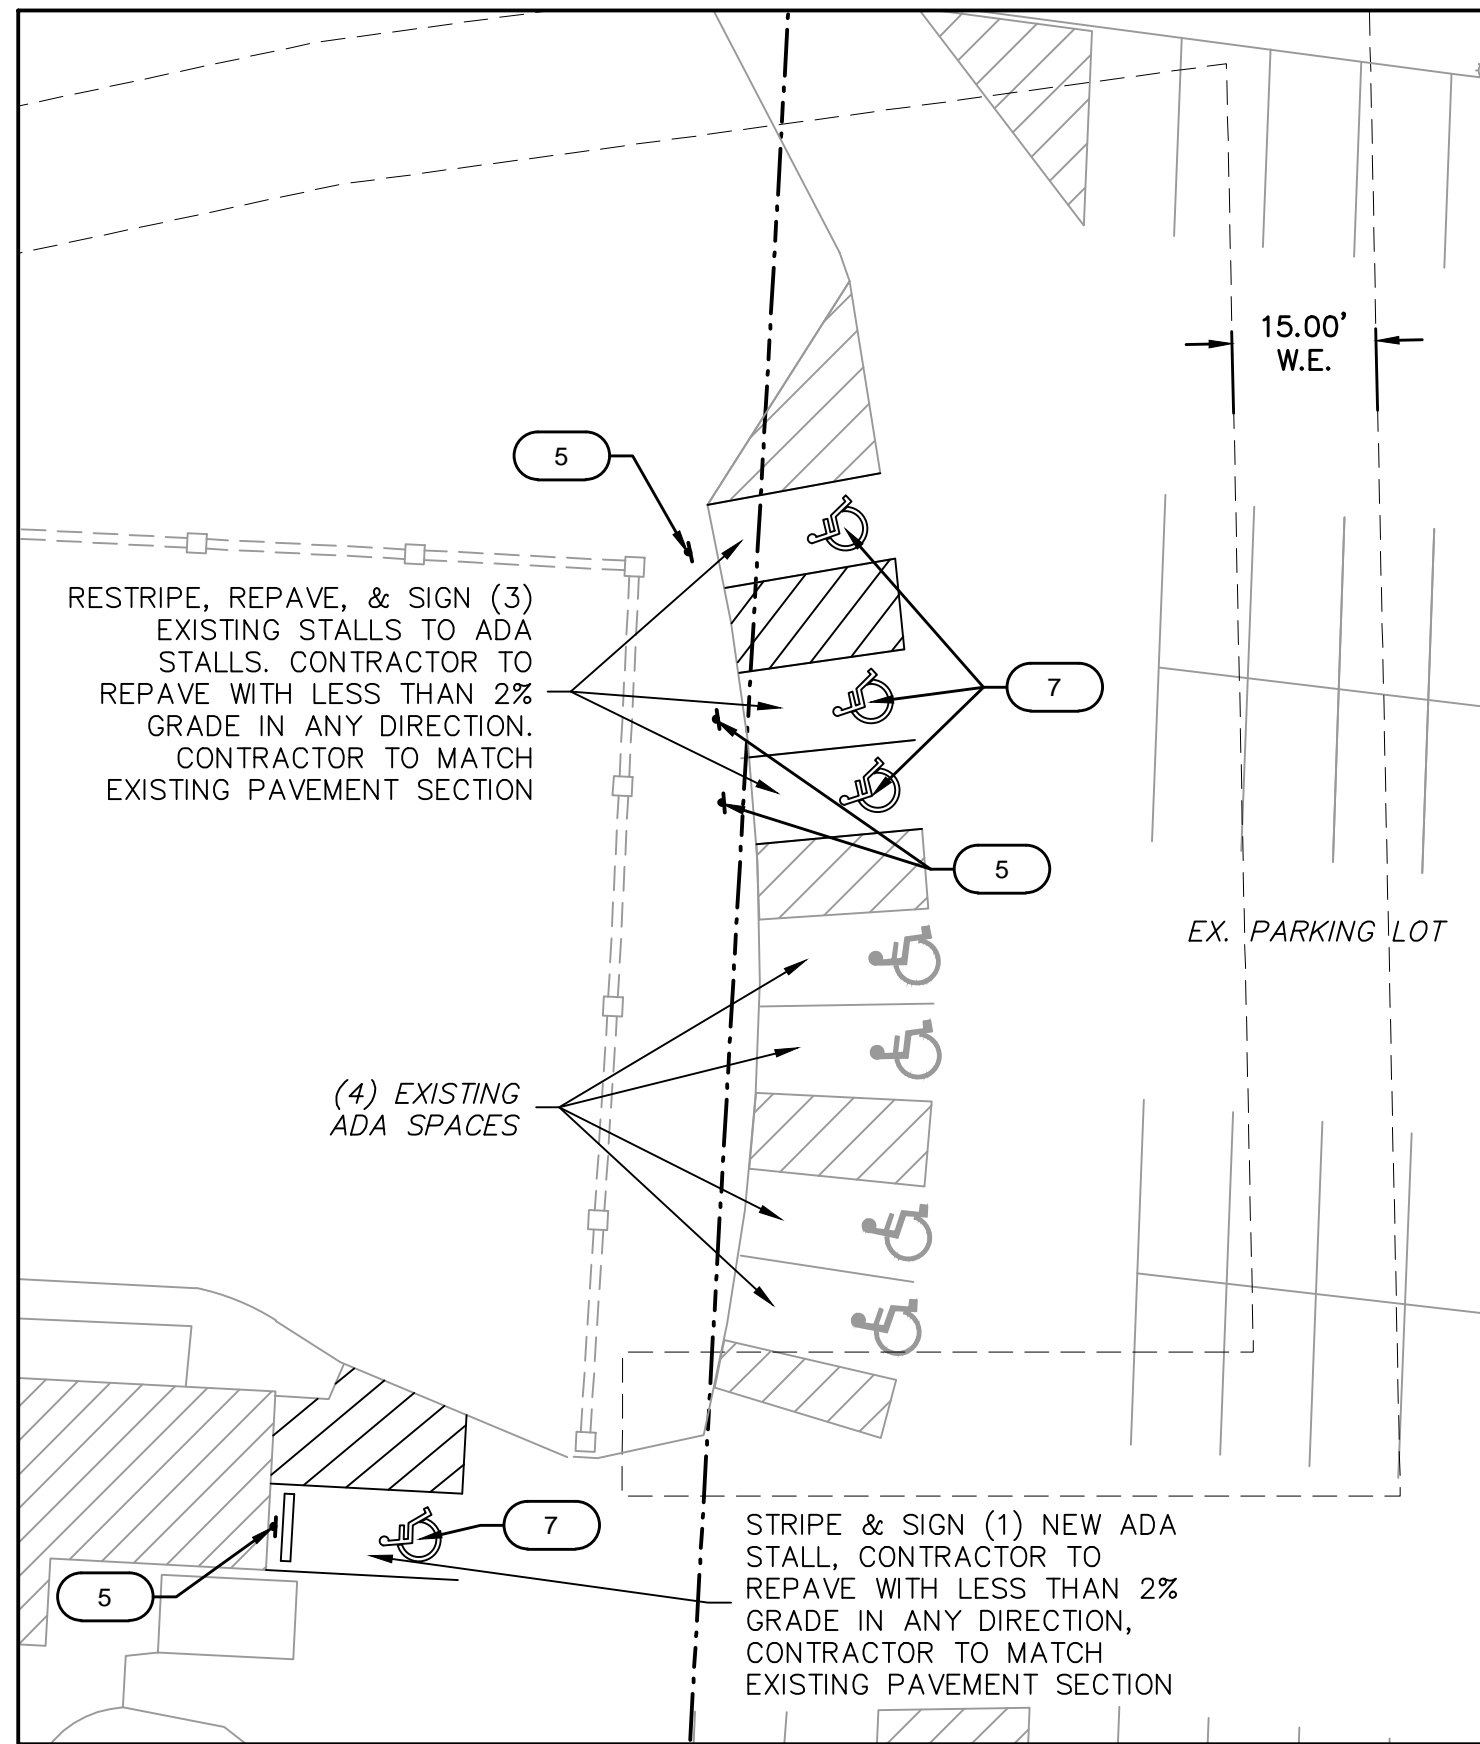 15.00'
W.E.
5
RESTRIPE, REPAVE, & SIGN (3)
EXISTING STALLS TO ADA
STALLS. CONTRACTOR TO
REPAVE WITH LESS THAN 2%
GRADE IN ANY DIRECTION.
CONTRACTOR TO MATCH
EXISTING PAVEMENT SECTION
7
5
EX. PARKING LOT
(4) EXISTING
ADA SPACES
7
5
STRIPE & SIGN (1) NEW ADA
STALL, CONTRACTOR TO
REPAVE WITH LESS THAN 2%
GRADE IN ANY DIRECTION,
CONTRACTOR TO MATCH
EXISTING PAVEMENT SECTION